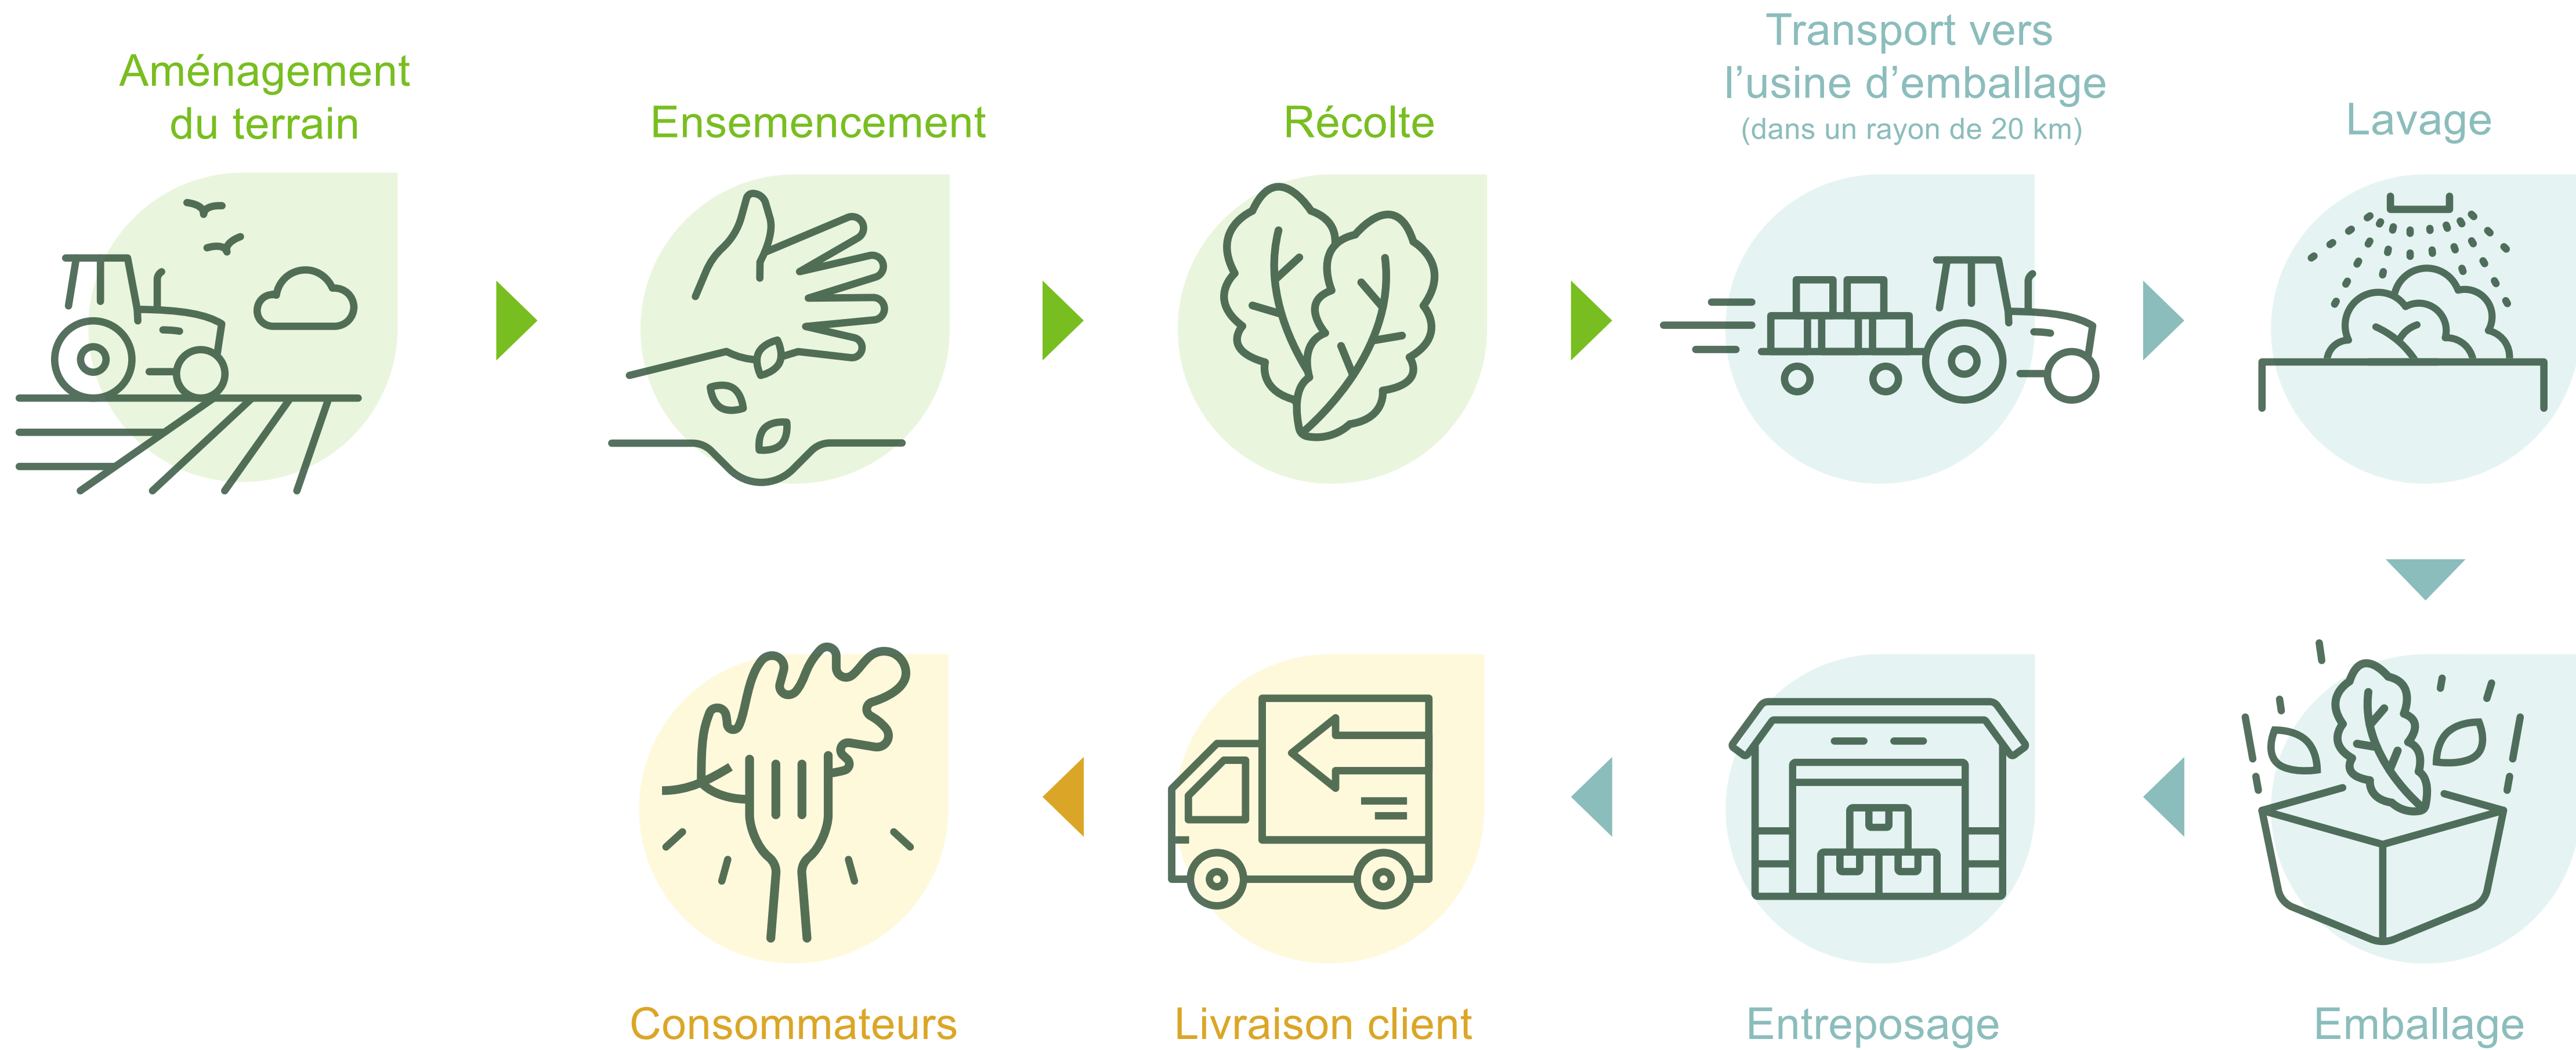 Aménagement
du terrain
Ensemencement
Récolte
Transport vers
l’usine d’emballage
(dans un rayon de 20 km)
Lavage
Consommateurs
Livraison client
Entreposage
Emballage